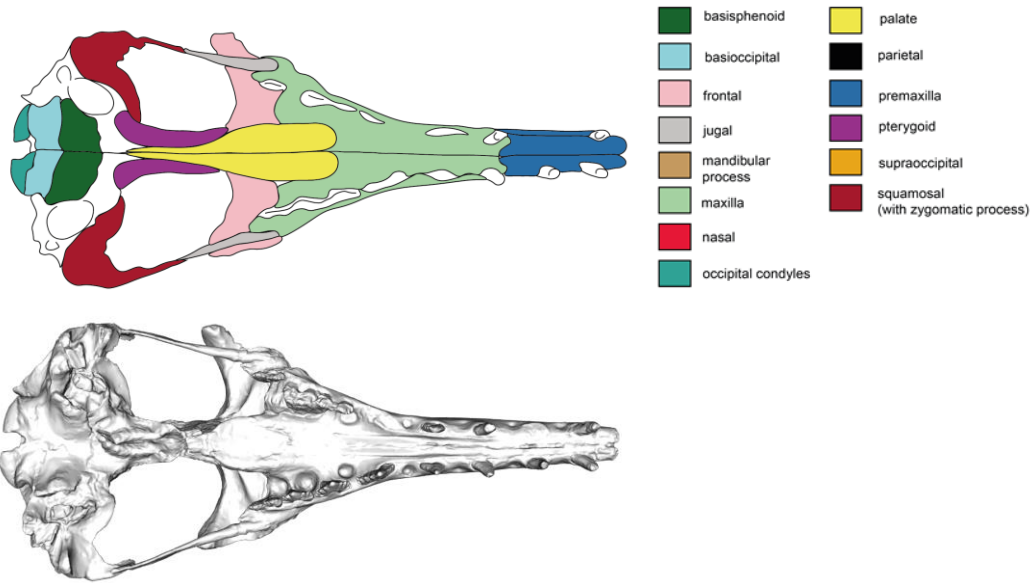 basisphenoid
basioccipital
frontal
jugal
mandibular
process
maxilla
nasal
occipital condyles
palate
parietal
premaxilla
pterygoid
supraoccipital
squamosal
(with zygomatic process)